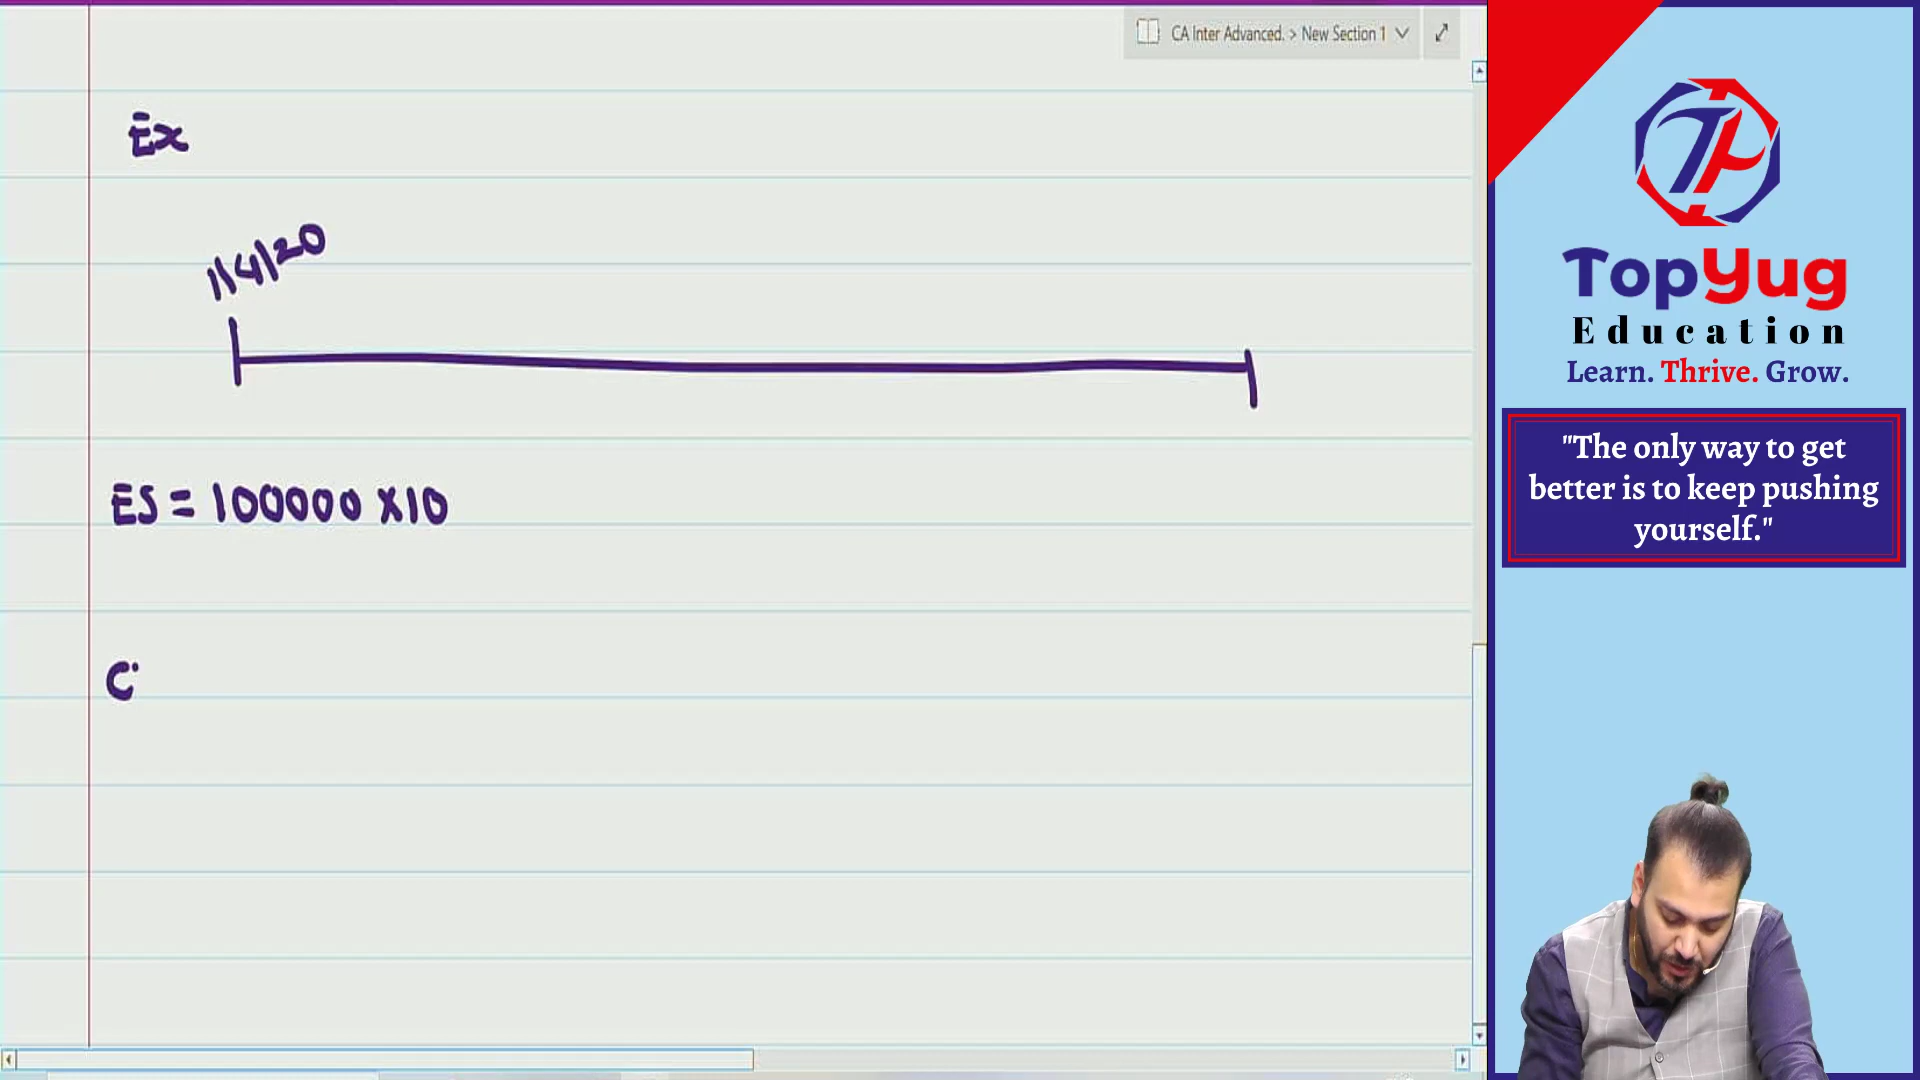 CA Inter Advanced. > New Section 1
Ex
1/4/20
ES = 100000 X10
C
TopYug
Education
Learn. Thrive. Grow.
"The only way to get
better is to keep pushing
yourself."